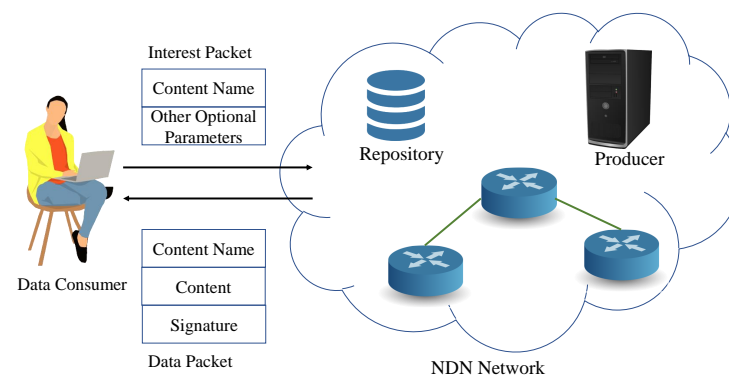 Interest Packet
Content Name
Other Optional
Parameters
Repository
Producer
Data Consumer
Content Name
Content
Signature
Data Packet
NDN Network